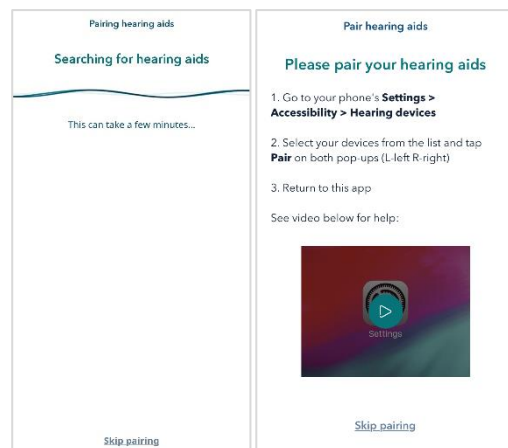 Pairing hearing aids
Searching for hearing aids
This can take a few minutes...
Skip pairing
Pair hearing aids
Please pair your hearing aids
1. Go to your phone's Settings >
Accessibility > Hearing devices
2. Select your devices from the list and tap
Pair on both pop-ups (L-left R-right)
3. Return to this app
See video below for help:
Settings
Skip pairing